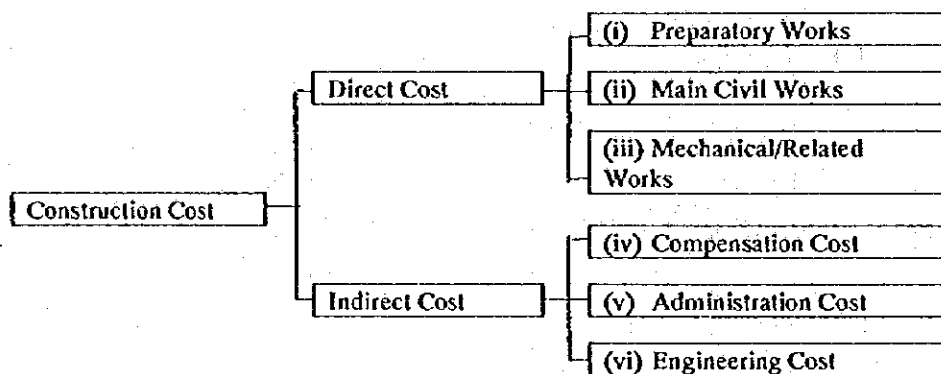 (i) Preparatory Works
Direct Cost
(ii) Main Civil Works
(iii) Mechanical/Related
Works
Construction Cost
(iv) Compensation Cost
Indirect Cost
(v) Administration Cost
(vi) Engineering Cost